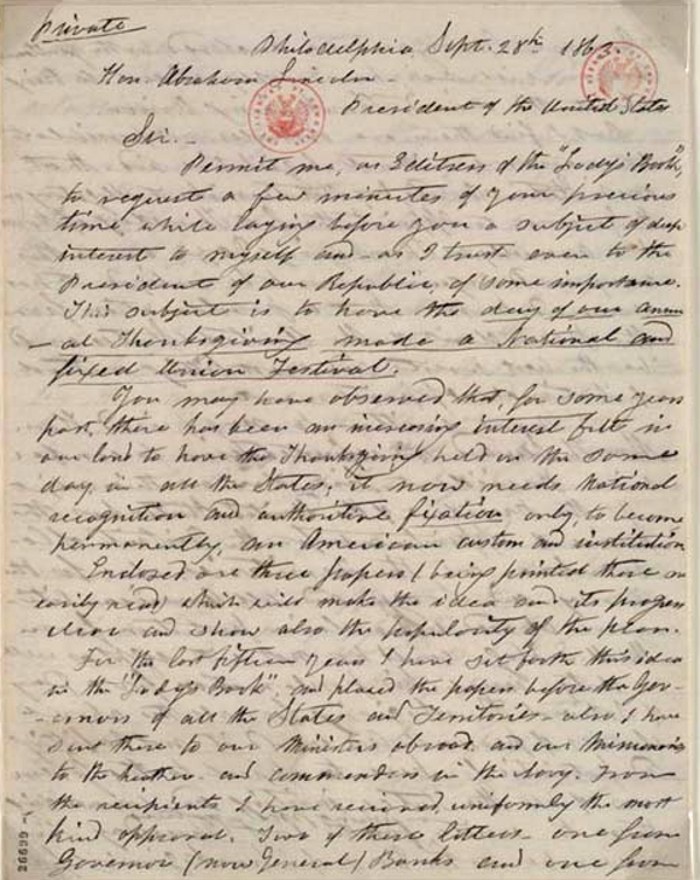 Private
Philadelphia, Sept. 28th 1863.
Hon. Abraham Lincoln -
President of the United States
Sir.-
Permit me, as Editress of the "Lady's Book",
to request a few minutes of your precious
time, while laying before you a subject of deep
interest to myself and - as I trust - even to the
President of our Republic, of some importance.
This subject is to have the day of our annu-
-al Thanksgiving made a National and
fixed Union Festival.
You may have observed that, for some years
past, there has been an increasing interest felt in
our land to have the Thanksgiving held on the same
day, in all the States; it now needs National
recognition and authoritive fixation, only, to become
permanently, an American custom and institution.
Enclosed are three papers (being printed these are
easily read) which will make the idea and its progress
clear and show also the popularity of the plan.
For the last fifteen years I have set forth this idea
in the "Lady's Book", and placed the papers before the Gov-
-ernors of all the States and Territories - also I have
sent these to our Ministers abroad, and our Missionaries
to the heathen - and commanders in the Navy. From
the recipients I have received, uniformly the most
kind approval. Two of these letters - one from
Governor (now General) Banks and one from
26699